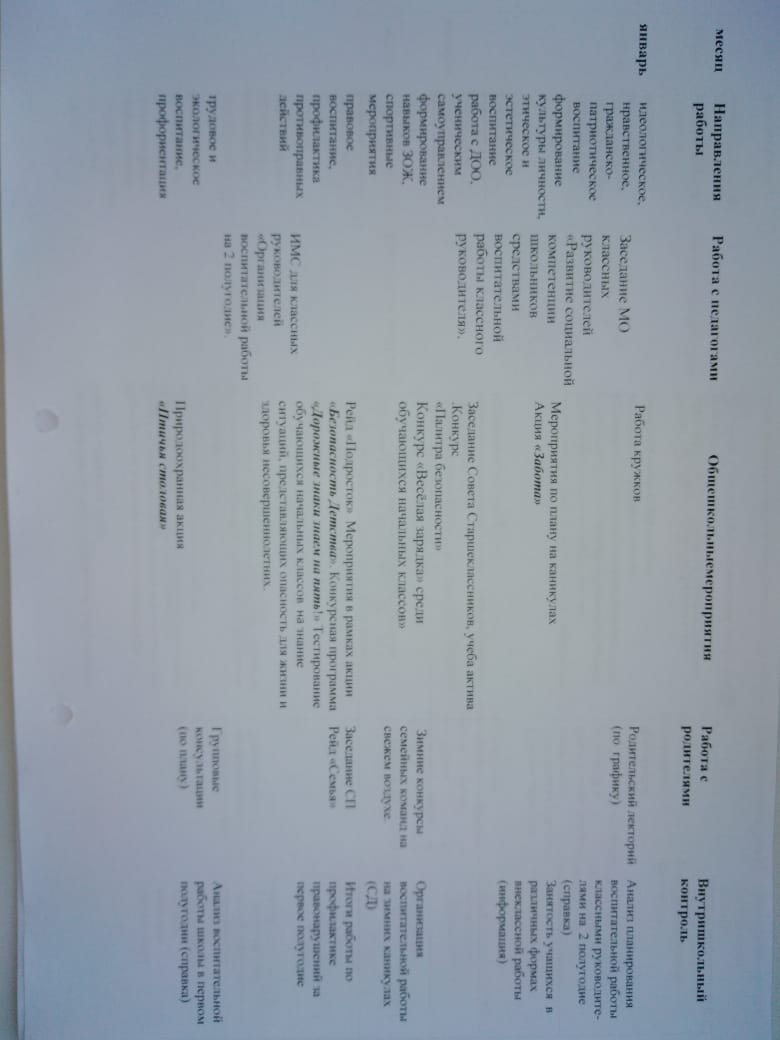 месяц
Направления
работы
Работа с педагогами
Общешкольныемероприятия
Работа с
родителями
Внутришкольный
контроль
январь
идеологическое,
нравственное,
гражданско-
патриотическое
воспитание
формирование
культуры личности,
этическое и
эстетическое
воспитание
работа с ДОО,
ученическим
самоуправлением
формирование
навыков ЗОЖ,
спортивные
мероприятия
правовое
воспитание,
профилактика
противоправных
действий
трудовое и
экологическое
воспитание,
профориентация
Заседание МО
классных
руководителей
«Развитие социальной
компетенции
школьников
средствами
воспитательной
работы классного
руководителя».
ИМС для классных
руководителей
«Организация
воспитательной работы
на 2 полугодие».
Работа кружков
Мероприятия по плану на каникулах
Акция «Забота»
Заседание Совета Старшеклассников, учеба актива
.Конкурс
«Палитра безопасности»
Конкурс «Весёлая зарядка» среди
обучающихся начальных классов»
Рейд «Подросток» Мероприятия в рамках акции
«Безопасность Детства». Конкурсная программа
«Дорожные знаки знаем на пять!» Тестирование
обучающихся начальных классов на знание
ситуаций, представляющих опасность для жизни и
здоровья несовершеннолетних.
Природоохранная акция
«Птичья столовая»
Родительский лекторий
(по графику)
Зимние конкурсы
семейных команд на
свежем воздухе.
Заседание СП
Рейд «Семья»
Групповые
консультации
(по плану)
Анализ планирования
воспитательной работы
классными руководите-
лями на 2 полугодие
(справка)
Занятость учащихся в
различных формах
внеклассной работы
(информация)
Организация
воспитательной работы
на зимних каникулах
(СД)
Итоги работы по
профилактике
правонарушений за
первое полугодие
Анализ воспитательной
работы школы в первом
полугодии (справка)